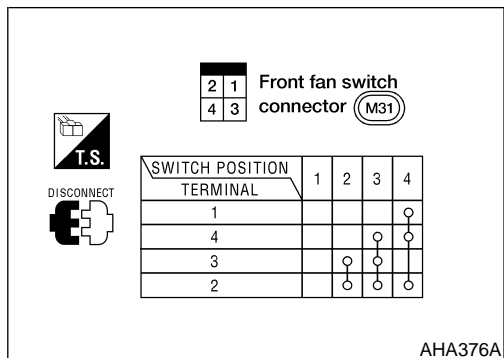 2 1 Front fan switch
4 3 connector M31
T.S.
DISCONNECT
SWITCH POSITION 1 2 3 4
TERMINAL
1
4
3
2
AHA376A